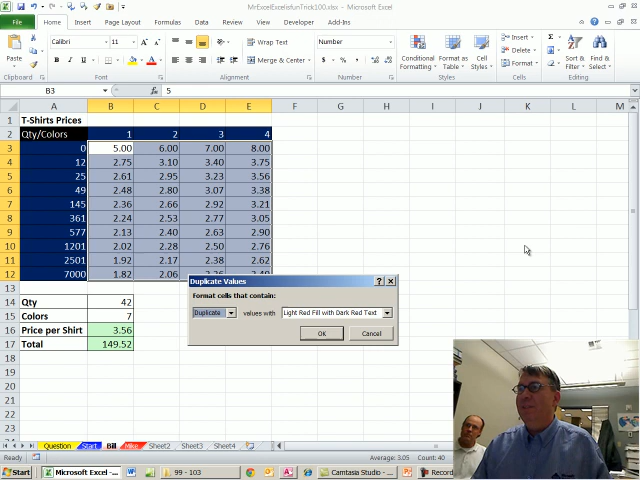 MrExcelExcelisfunTrick100.xlsx - Microsoft Excel
File Home Insert Page Layout Formulas Data Review View Developer Add-Ins
Calibri 11 Wrap Text Number Insert
Paste Merge & Center Conditional Formatting Format as Table Cell Styles Delete Sort & Filter Find & Select
Format
Clipboard Font Alignment Number Styles Cells Editing
B3 5
A B C D E F G H I J K L M
1 T-Shirts Prices
2 Qty/Colors 1 2 3 4
3 0 5.00 6.00 7.00 8.00
4 12 2.75 3.10 3.40 3.75
5 25 2.61 2.95 3.23 3.56
6 49 2.48 2.80 3.07 3.38
7 145 2.36 2.66 2.92 3.21
8 361 2.24 2.53 2.77 3.05
9 577 2.13 2.40 2.63 2.90
10 1201 2.02 2.28 2.50 2.76
11 2501 1.92 2.17 2.38 2.62
12 7000 1.82 2.06
13
Duplicate Values
14 Qty 42
Format cells that contain:
15 Colors 7
Duplicate values with Light Red Fill with Dark Red Text
16 Price per Shirt 3.56
OK Cancel
17 Total 149.52
18
19
20
21
22
23
Question Start Bill Mike Sheet2 Sheet3 Sheet4
Ready Average: 3.05 Count: 40
Start Microsoft Excel -... 99 - 103 Camtasia Studio -... Record